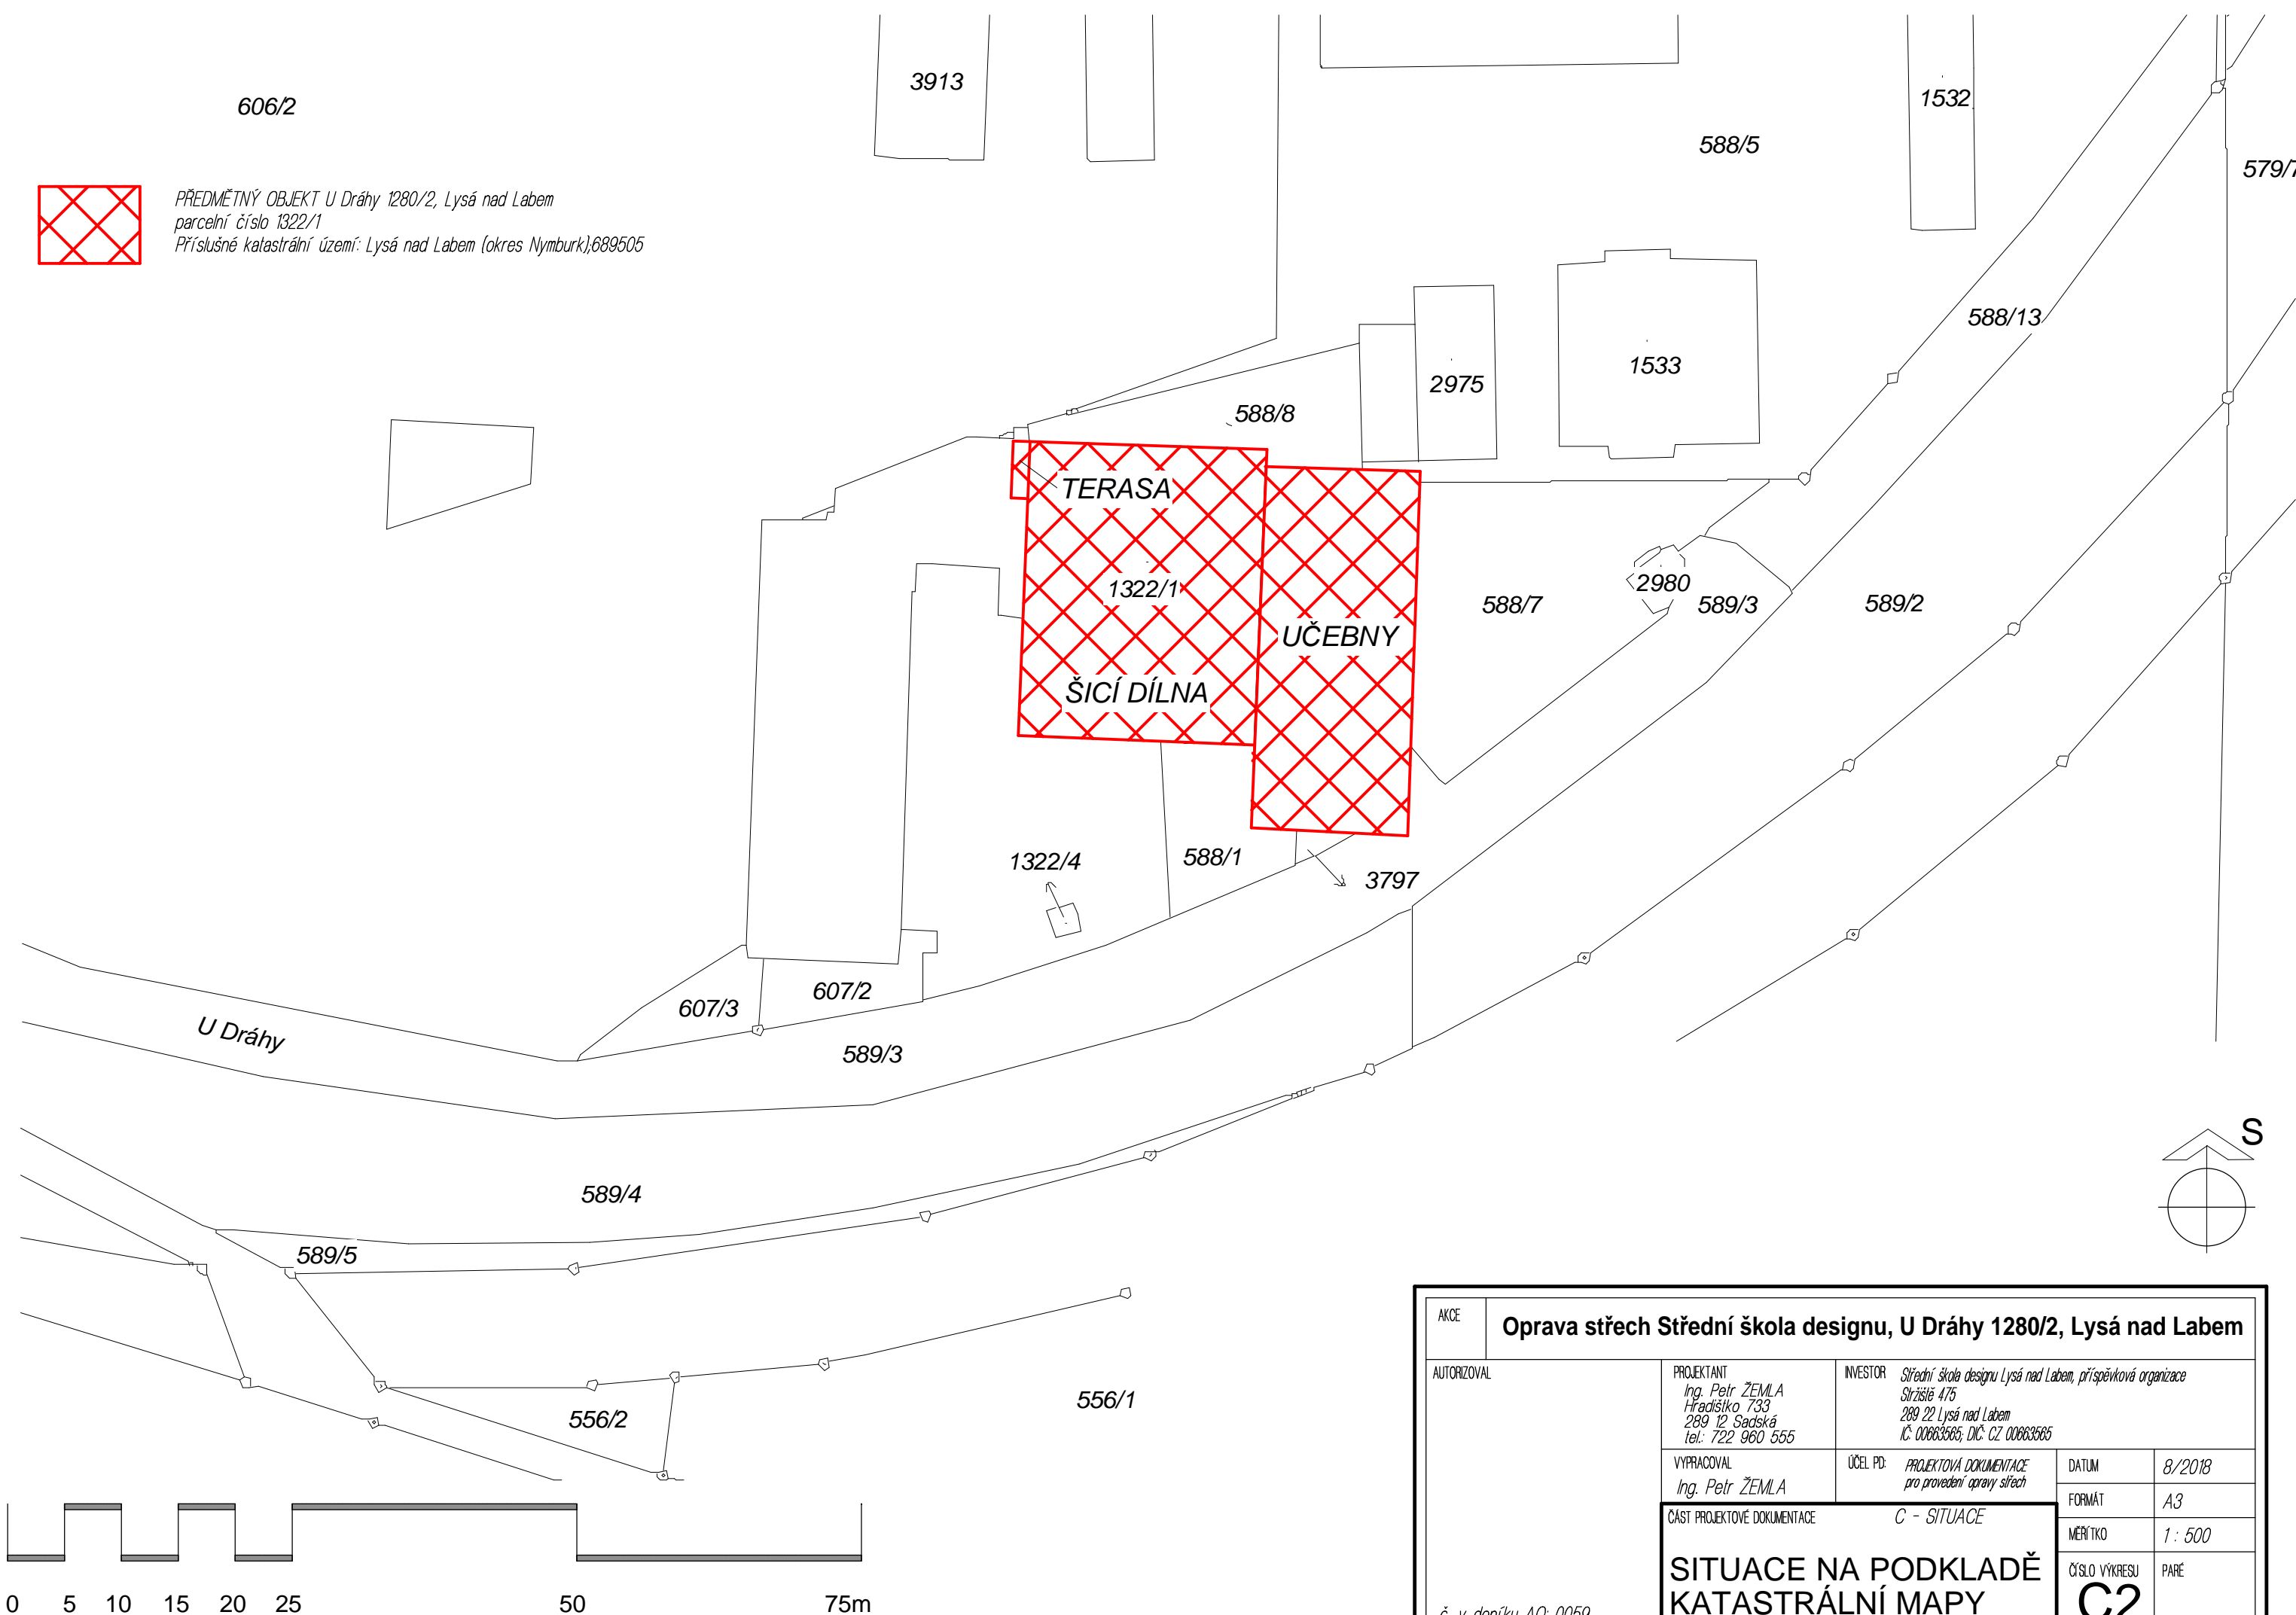 606/2
3913
1532
588/5
579/7
PŘEDMĚTNÝ OBJEKT U Dráhy 1280/2, Lysá nad Labem
parcelní číslo 1322/1
Příslušné katastrální území: Lysá nad Labem (okres Nymburk);689505
588/13
1533
2975
588/8
TERASA
1322/1
2980
588/7
589/3
589/2
UČEBNY
ŠICÍ DÍLNA
1322/4
588/1
3797
607/3
607/2
U Dráhy
589/3
S
589/4
589/5
556/1
556/2
0 5 10 15 20 25 50 75m
AKCE
Oprava střech Střední škola designu, U Dráhy 1280/2, Lysá nad Labem
AUTORIZOVAL
PROJEKTANT
Ing. Petr ŽEMLA
Hradištko 733
289 12 Sadská
tel.: 722 960 555
INVESTOR
Střední škola designu Lysá nad Labem, příspěvková organizace
Stržiště 475
289 22 Lysá nad Labem
IČ: 00663565; DIČ: CZ 00663565
VYPRACOVAL
Ing. Petr ŽEMLA
ÚČEL PD:
PROJEKTOVÁ DOKUMENTACE
pro provedení opravy střech
DATUM
8/2018
FORMÁT
A3
MĚŘÍTKO
1 : 500
ČÁST PROJEKTOVÉ DOKUMENTACE
C - SITUACE
SITUACE NA PODKLADĚ
KATASTRÁLNÍ MAPY
ČÍSLO VÝKRESU
C2
PARÉ
č. v deníku AO: 0059